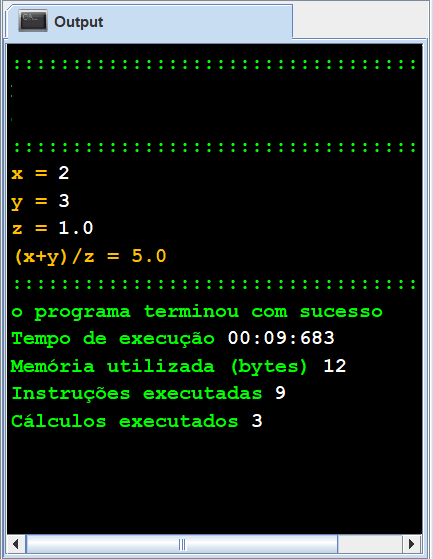 Output
::::::::::::::::::::::::::::::::::
::::::::::::::::::::::::::::::::::
x = 2
y = 3
z = 1.0
(x+y)/z = 5.0
::::::::::::::::::::::::::::::::::
o programa terminou com sucesso
Tempo de execução 00:09:683
Memória utilizada (bytes) 12
Instruções executadas 9
Cálculos executados 3